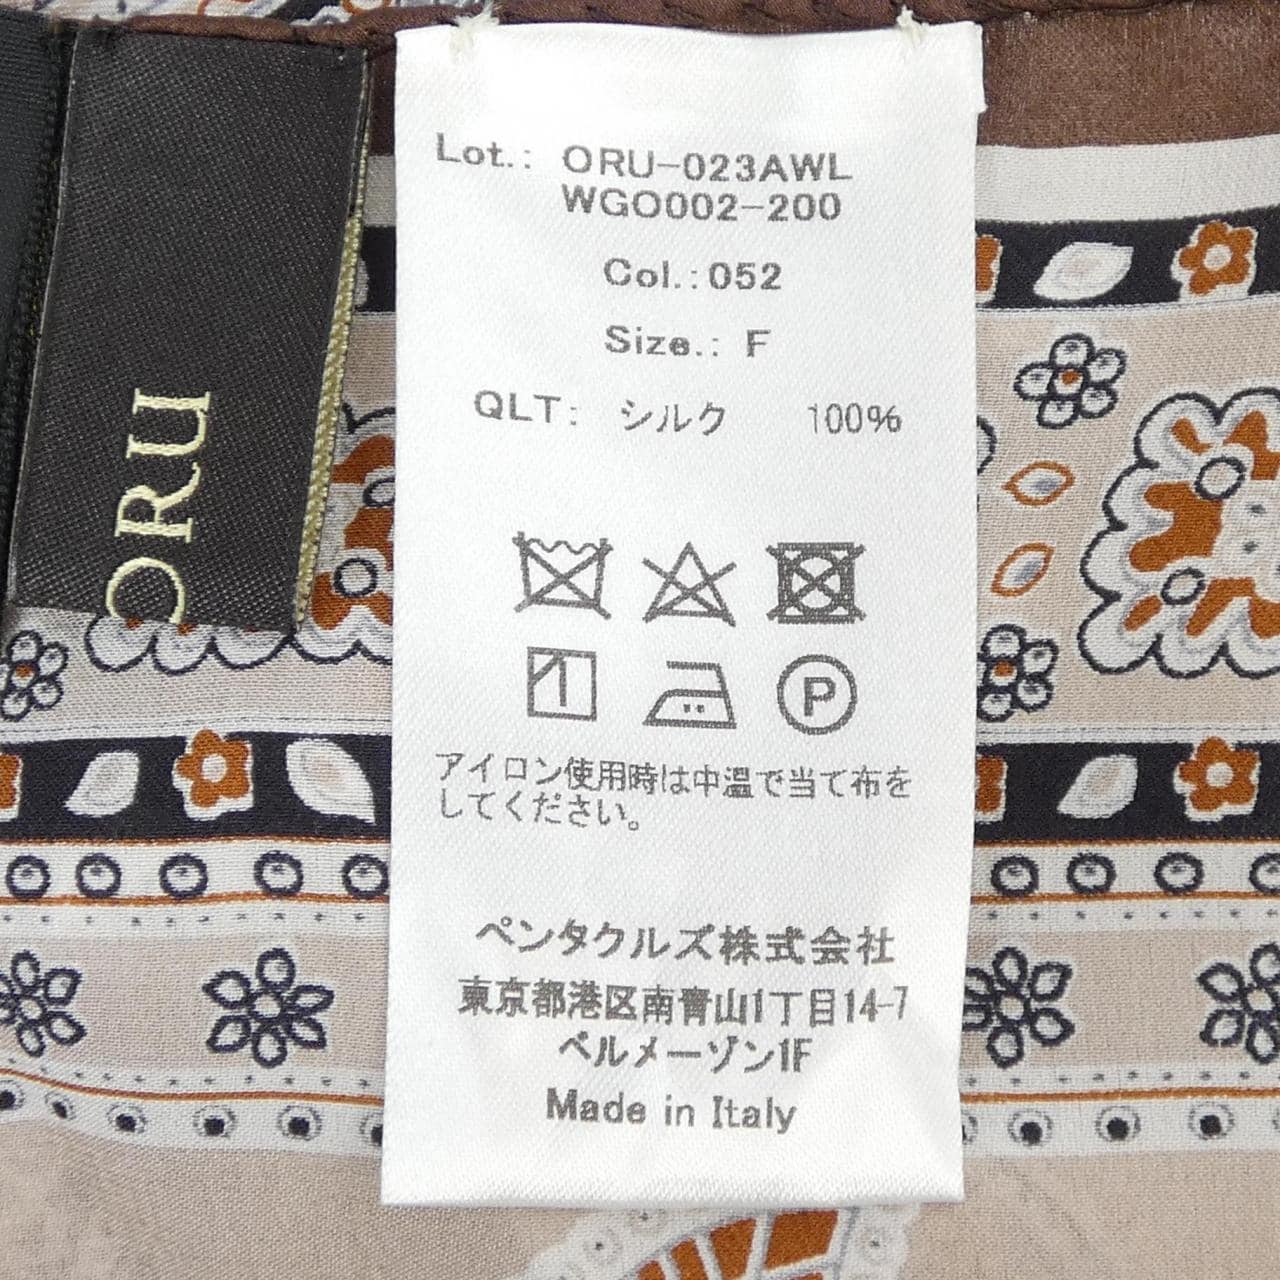 ORU
Lot.: ORU-023AWL
WGO002-200
Col.:052
Size.: F
QLT: シルク 100%
P
アイロン使用時は中温で当て布を
してください。
ペンタクルズ株式会社
東京都港区南青山1丁目14-7
ベルメーゾン1F
Made in Italy